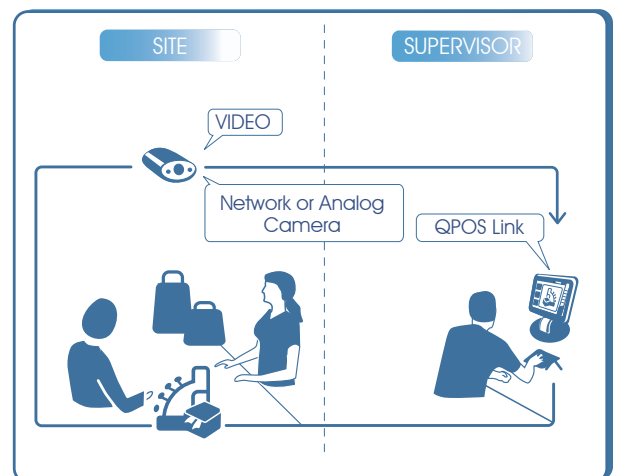 SITE
SUPERVISOR
VIDEO
Network or Analog
Camera
QPOS Link